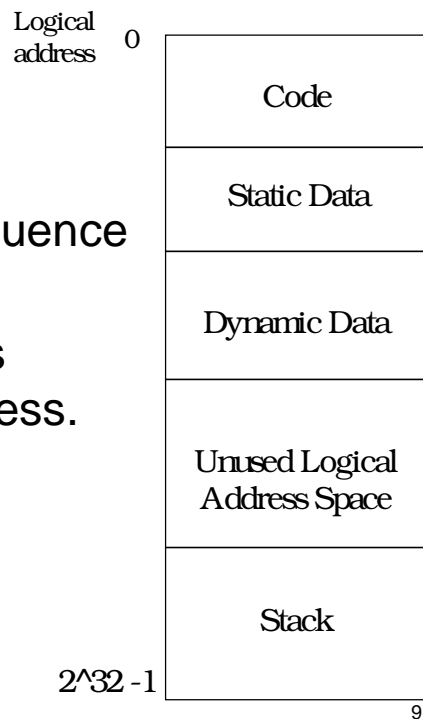 Logical
address
0
Code
Static Data
uence
Dynamic Data
s
ess.
Unused Logical
Address Space
Stack
2^32 -1
9